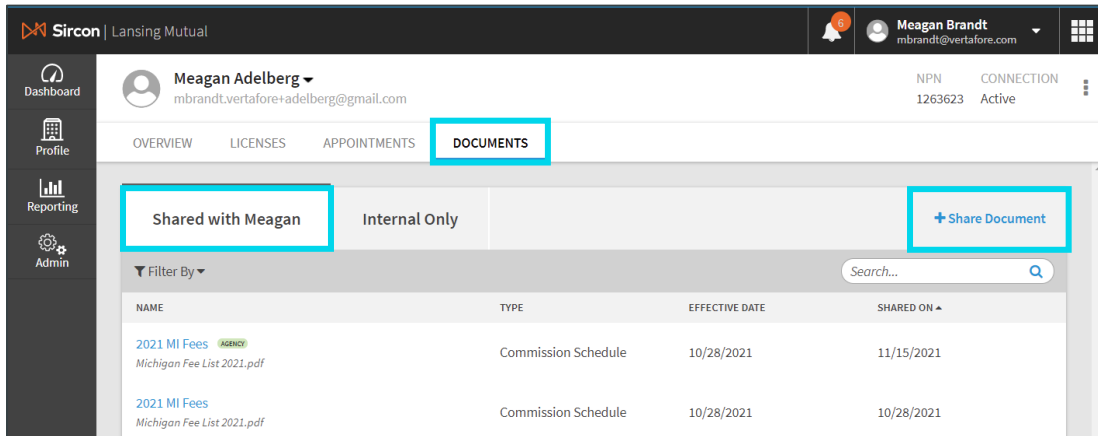 Sircon | Lansing Mutual
6
Meagan Brandt
mbrandt@vertafore.com
Dashboard
Profile
Reporting
Admin
Meagan Adelberg
mbrandt.vertafore+adelberg@gmail.com
NPN CONNECTION
1263623 Active
OVERVIEW LICENSES APPOINTMENTS DOCUMENTS
Shared with Meagan Internal Only +Share Document
Filter By Search...
NAME TYPE EFFECTIVE DATE SHARED ON
2021 MI Fees AGENCY Commission Schedule 10/28/2021 11/15/2021
Michigan Fee List 2021.pdf
2021 MI Fees Commission Schedule 10/28/2021 10/28/2021
Michigan Fee List 2021.pdf